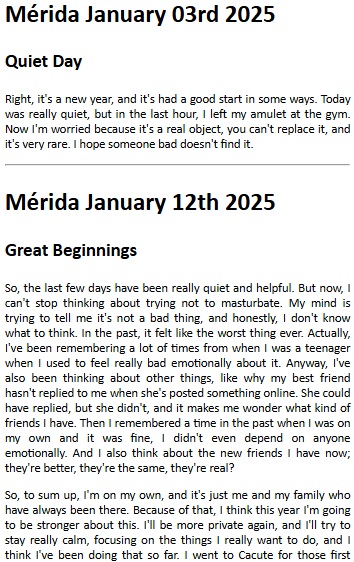 Mérida January 03rd 2025
Quiet Day
Right, it's a new year, and it's had a good start in some ways. Today
was really quiet, but in the last hour, I left my amulet at the gym.
Now I'm worried because it's a real object, you can't replace it, and
it's very rare. I hope someone bad doesn't find it.
Mérida January 12th 2025
Great Beginnings
So, the last few days have been really quiet and helpful. But now, I
can't stop thinking about trying not to masturbate. My mind is
trying to tell me it's not a bad thing, and honestly, I don't know
what to think. In the past, it felt like the worst thing ever. Actually,
I've been remembering a lot of times from when I was a teenager
when I used to feel really bad emotionally about it. Anyway, I've
also been thinking about other things, like why my best friend
hasn't replied to me when she's posted something online. She could
have replied, but she didn't, and it makes me wonder what kind of
friends I have. Then I remembered a time in the past when I was on
my own and it was fine, I didn't even depend on anyone
emotionally. And I also think about the new friends I have now;
they're better, they're the same, they're real?
So, to sum up, I'm on my own, and it's just me and my family who
have always been there. Because of that, I think this year I'm going
to be stronger about this. I'll be more private again, and I'll try to
stay really calm, focusing on the things I really want to do, and I
think I've been doing that so far. I went to Cacute for those first